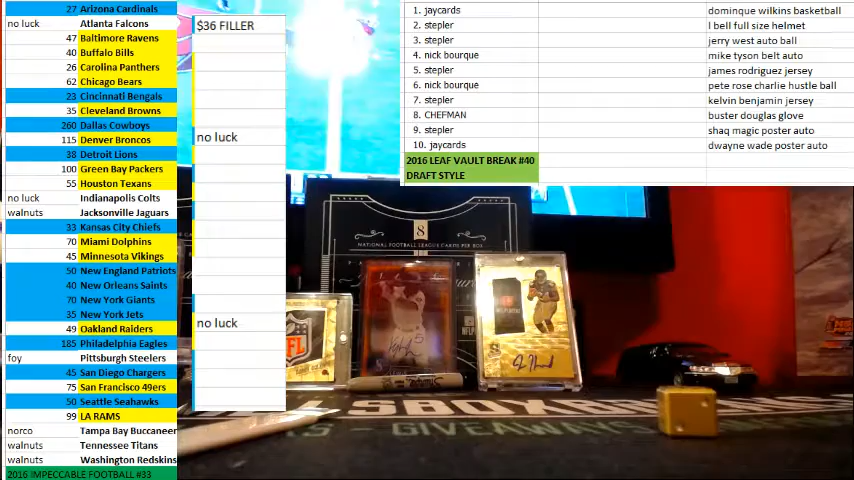 27 Arizona Cardinals
no luck Atlanta Falcons
47 Baltimore Ravens
40 Buffalo Bills
26 Carolina Panthers
62 Chicago Bears
23 Cincinnati Bengals
35 Cleveland Browns
260 Dallas Cowboys
115 Denver Broncos
38 Detroit Lions
100 Green Bay Packers
55 Houston Texans
no luck Indianapolis Colts
walnuts Jacksonville Jaguars
33 Kansas City Chiefs
70 Miami Dolphins
45 Minnesota Vikings
50 New England Patriots
40 New Orleans Saints
70 New York Giants
35 New York Jets
49 Oakland Raiders
185 Philadelphia Eagles
foy Pittsburgh Steelers
45 San Diego Chargers
75 San Francisco 49ers
50 Seattle Seahawks
99 LA RAMS
norco Tampa Bay Buccaneer
walnuts Tennessee Titans
walnuts Washington Redskins
2016 IMPECCABLE FOOTBALL #33
$36 FILLER
no luck
no luck
1. jaycards dominque wilkins basketball
2. stepler l bell full size helmet
3. stepler jerry west auto ball
4. nick bourque mike tyson belt auto
5. stepler james rodriguez jersey
6. nick bourque pete rose charlie hustle ball
7. stepler kelvin benjamin jersey
8. CHEFMAN buster douglas glove
9. stepler shaq magic poster auto
10. jaycards dwayne wade poster auto
2016 LEAF VAULT BREAK #40
DRAFT STYLE
8
NATIONAL FOOTBALL LEAGUE CARDS PER BOX
NFL
GIVEAWAYS